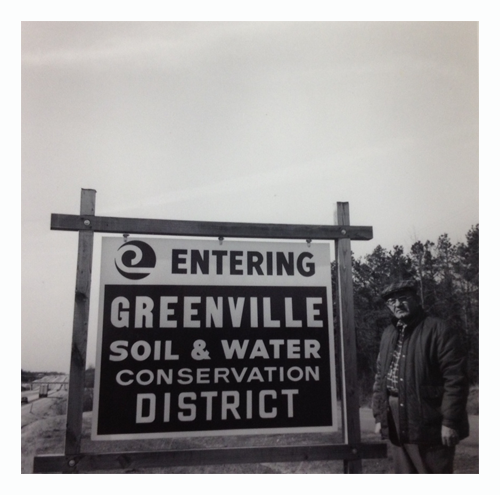 ENTERING
GREENVILLE
SOIL & WATER
CONSERVATION
DISTRICT